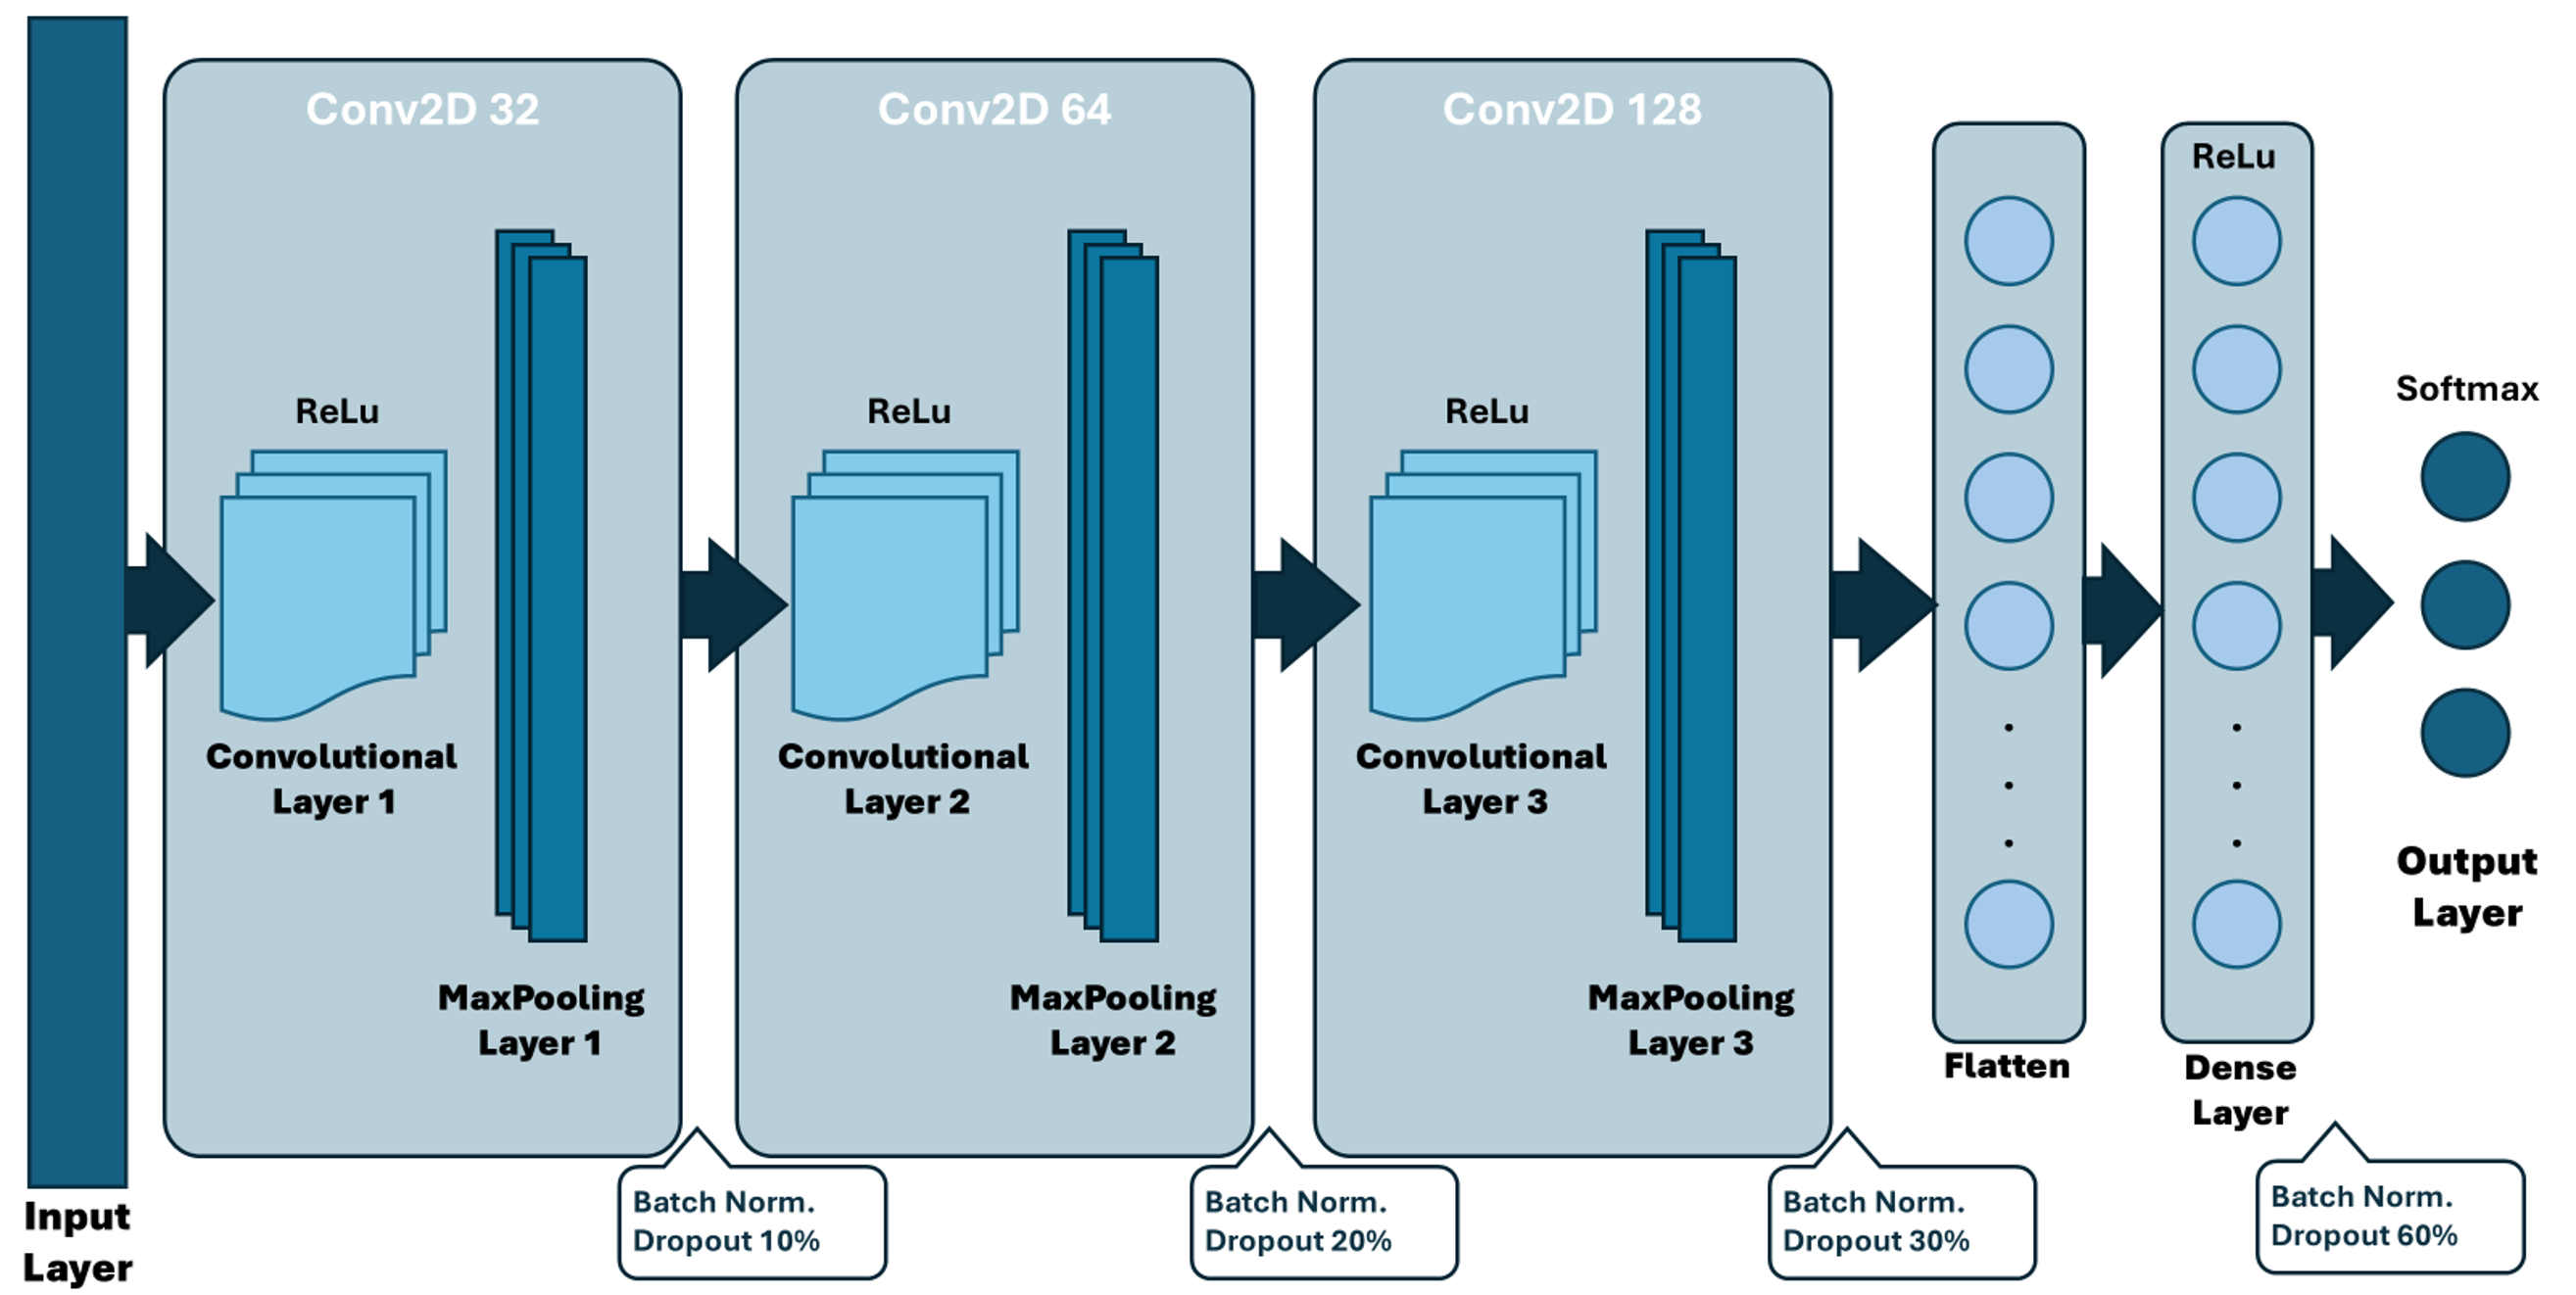 Conv2D 32
Conv2D 64
Conv2D 128
ReLu
ReLu
ReLu
ReLu
Softmax
Convolutional
Layer 1
Convolutional
Layer 2
Convolutional
Layer 3
MaxPooling
Layer 1
MaxPooling
Layer 2
MaxPooling
Layer 3
Flatten
Dense
Layer
Output
Layer
Input
Layer
Batch Norm.
Dropout 10%
Batch Norm.
Dropout 20%
Batch Norm.
Dropout 30%
Batch Norm.
Dropout 60%